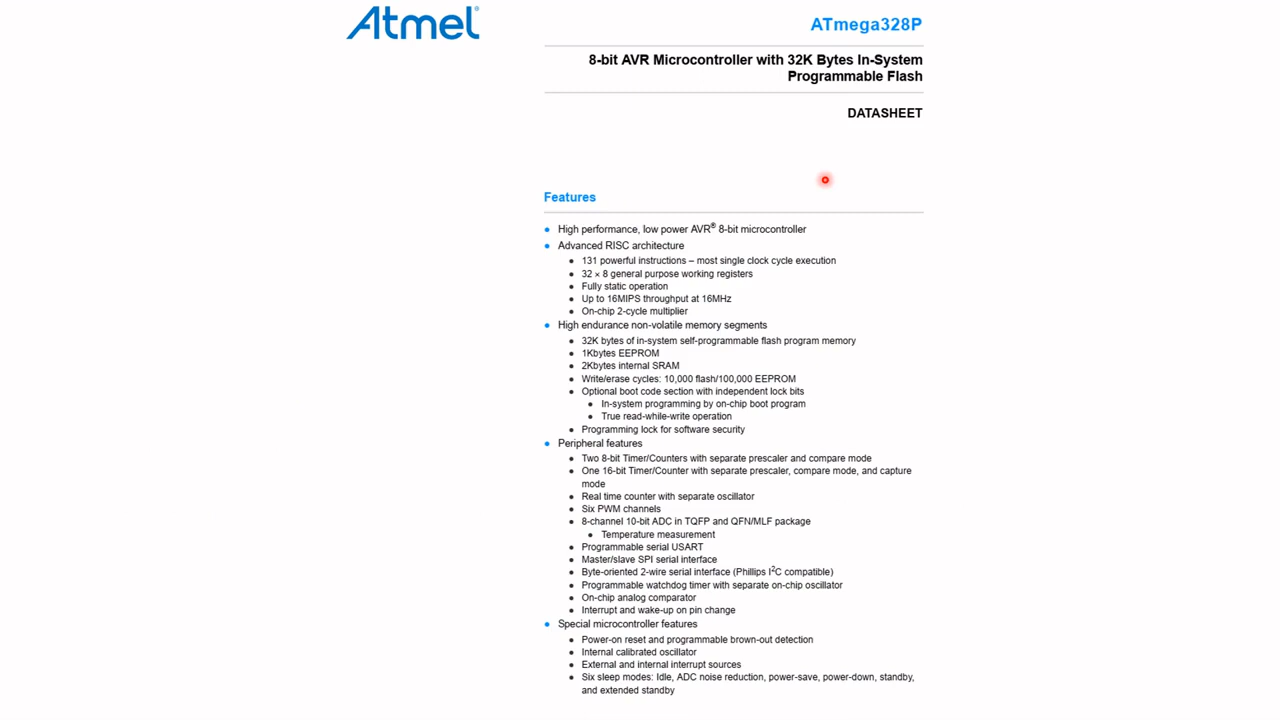 Atmel
ATmega328P
8-bit AVR Microcontroller with 32K Bytes In-System
Programmable Flash
DATASHEET
Features
High performance, low power AVR® 8-bit microcontroller
Advanced RISC architecture
131 powerful instructions – most single clock cycle execution
32 × 8 general purpose working registers
Fully static operation
Up to 16MIPS throughput at 16MHz
On-chip 2-cycle multiplier
High endurance non-volatile memory segments
32K bytes of in-system self-programmable flash program memory
1Kbytes EEPROM
2Kbytes internal SRAM
Write/erase cycles: 10,000 flash/100,000 EEPROM
Optional boot code section with independent lock bits
In-system programming by on-chip boot program
True read-while-write operation
Programming lock for software security
Peripheral features
Two 8-bit Timer/Counters with separate prescaler and compare mode
One 16-bit Timer/Counter with separate prescaler, compare mode, and capture
mode
Real time counter with separate oscillator
Six PWM channels
8-channel 10-bit ADC in TQFP and QFN/MLF package
Temperature measurement
Programmable serial USART
Master/slave SPI serial interface
Byte-oriented 2-wire serial interface (Phillips I²C compatible)
Programmable watchdog timer with separate on-chip oscillator
On-chip analog comparator
Interrupt and wake-up on pin change
Special microcontroller features
Power-on reset and programmable brown-out detection
Internal calibrated oscillator
External and internal interrupt sources
Six sleep modes: Idle, ADC noise reduction, power-save, power-down, standby,
and extended standby